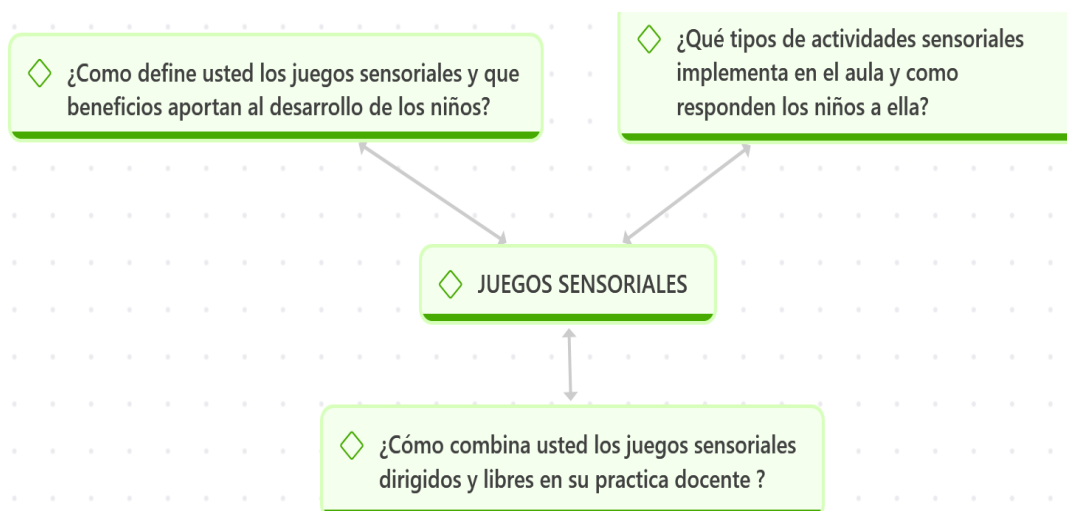 ¿Como define usted los juegos sensoriales y que
beneficios aportan al desarrollo de los niños?
¿Qué tipos de actividades sensoriales
implementa en el aula y como
responden los niños a ella?
JUEGOS SENSORIALES
¿Cómo combina usted los juegos sensoriales
dirigidos y libres en su practica docente ?